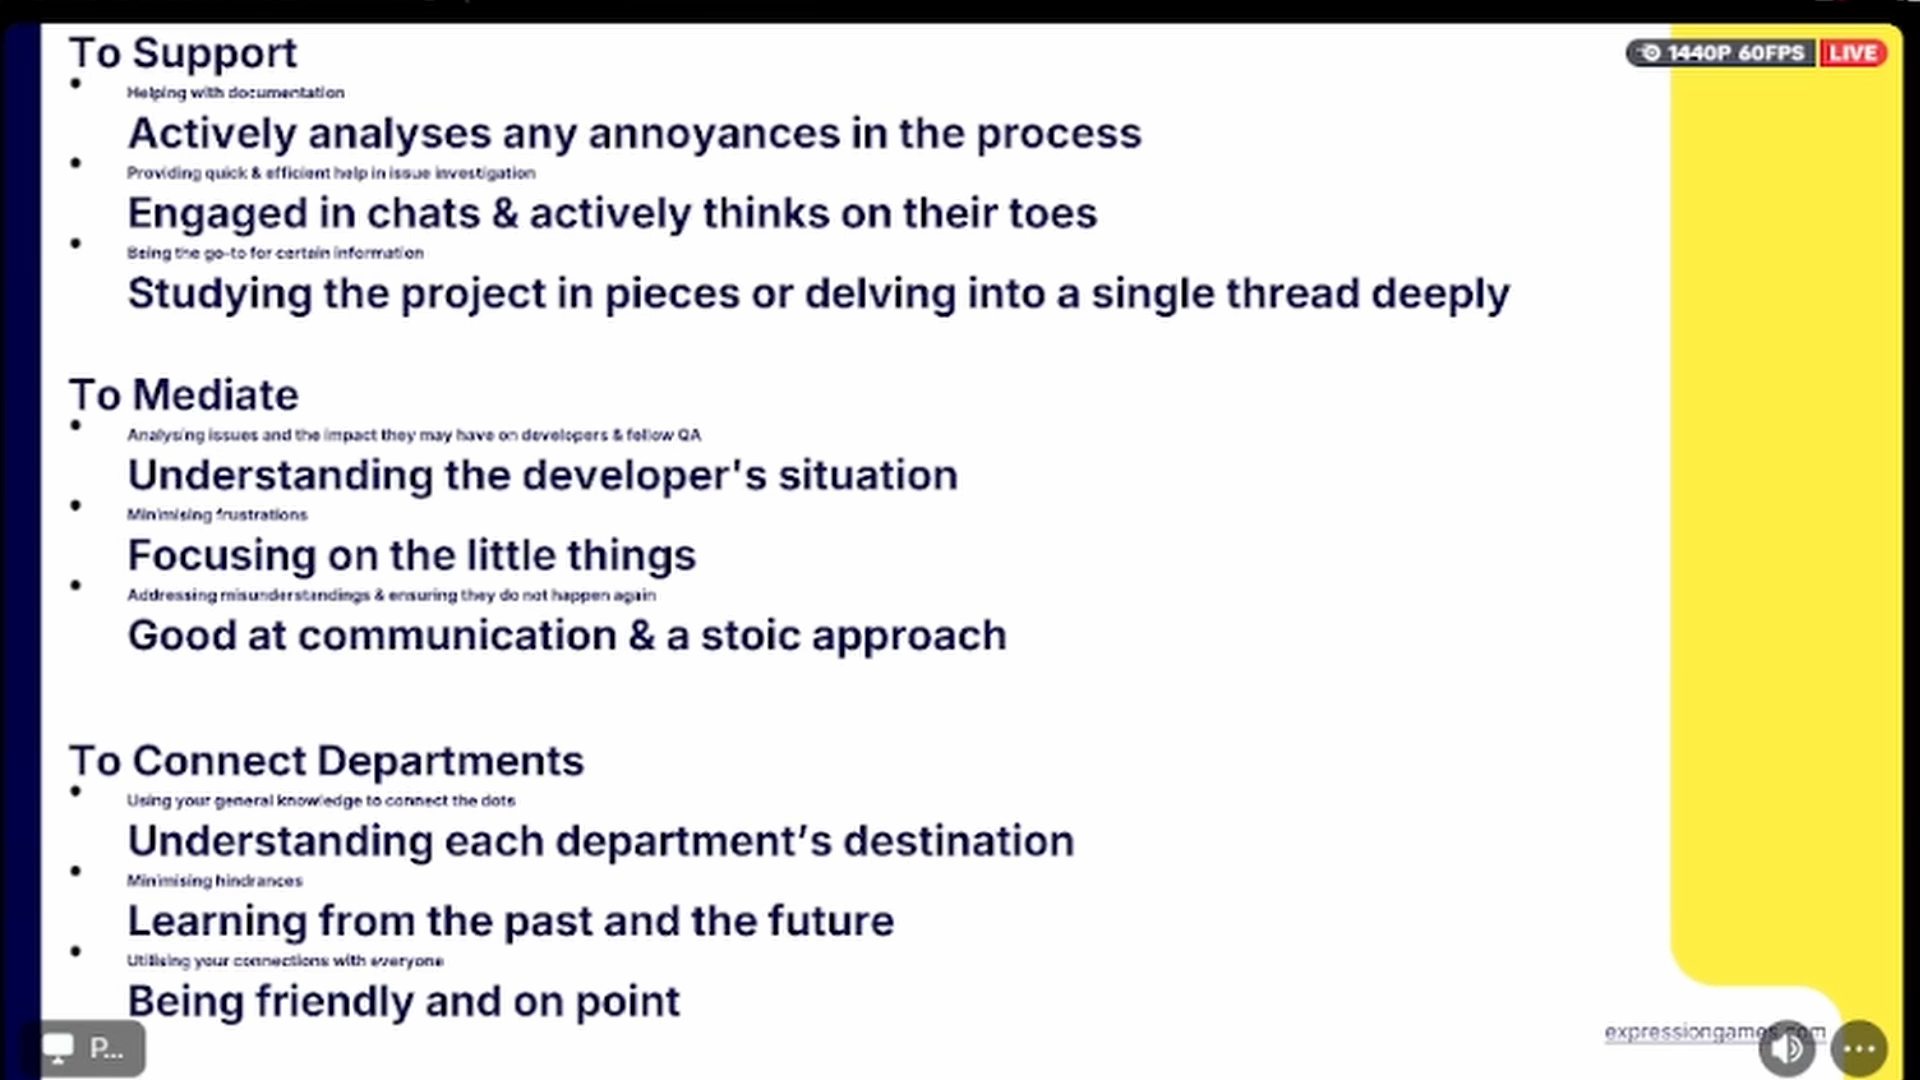 To Support
1440P 60FPS LIVE
• Helping with documentation
Actively analyses any annoyances in the process
• Providing quick & efficient help in issue investigation
Engaged in chats & actively thinks on their toes
• Being the go-to for certain information
Studying the project in pieces or delving into a single thread deeply
To Mediate
• Analysing issues and the impact they may have on developers & fellow QA
Understanding the developer's situation
• Minimising frustrations
Focusing on the little things
• Addressing misunderstandings & ensuring they do not happen again
Good at communication & a stoic approach
To Connect Departments
• Using your general knowledge to connect the dots
Understanding each department’s destination
• Minimising hindrances
Learning from the past and the future
• Utilising your connections with everyone
Being friendly and on point
expressiongames.com
P...